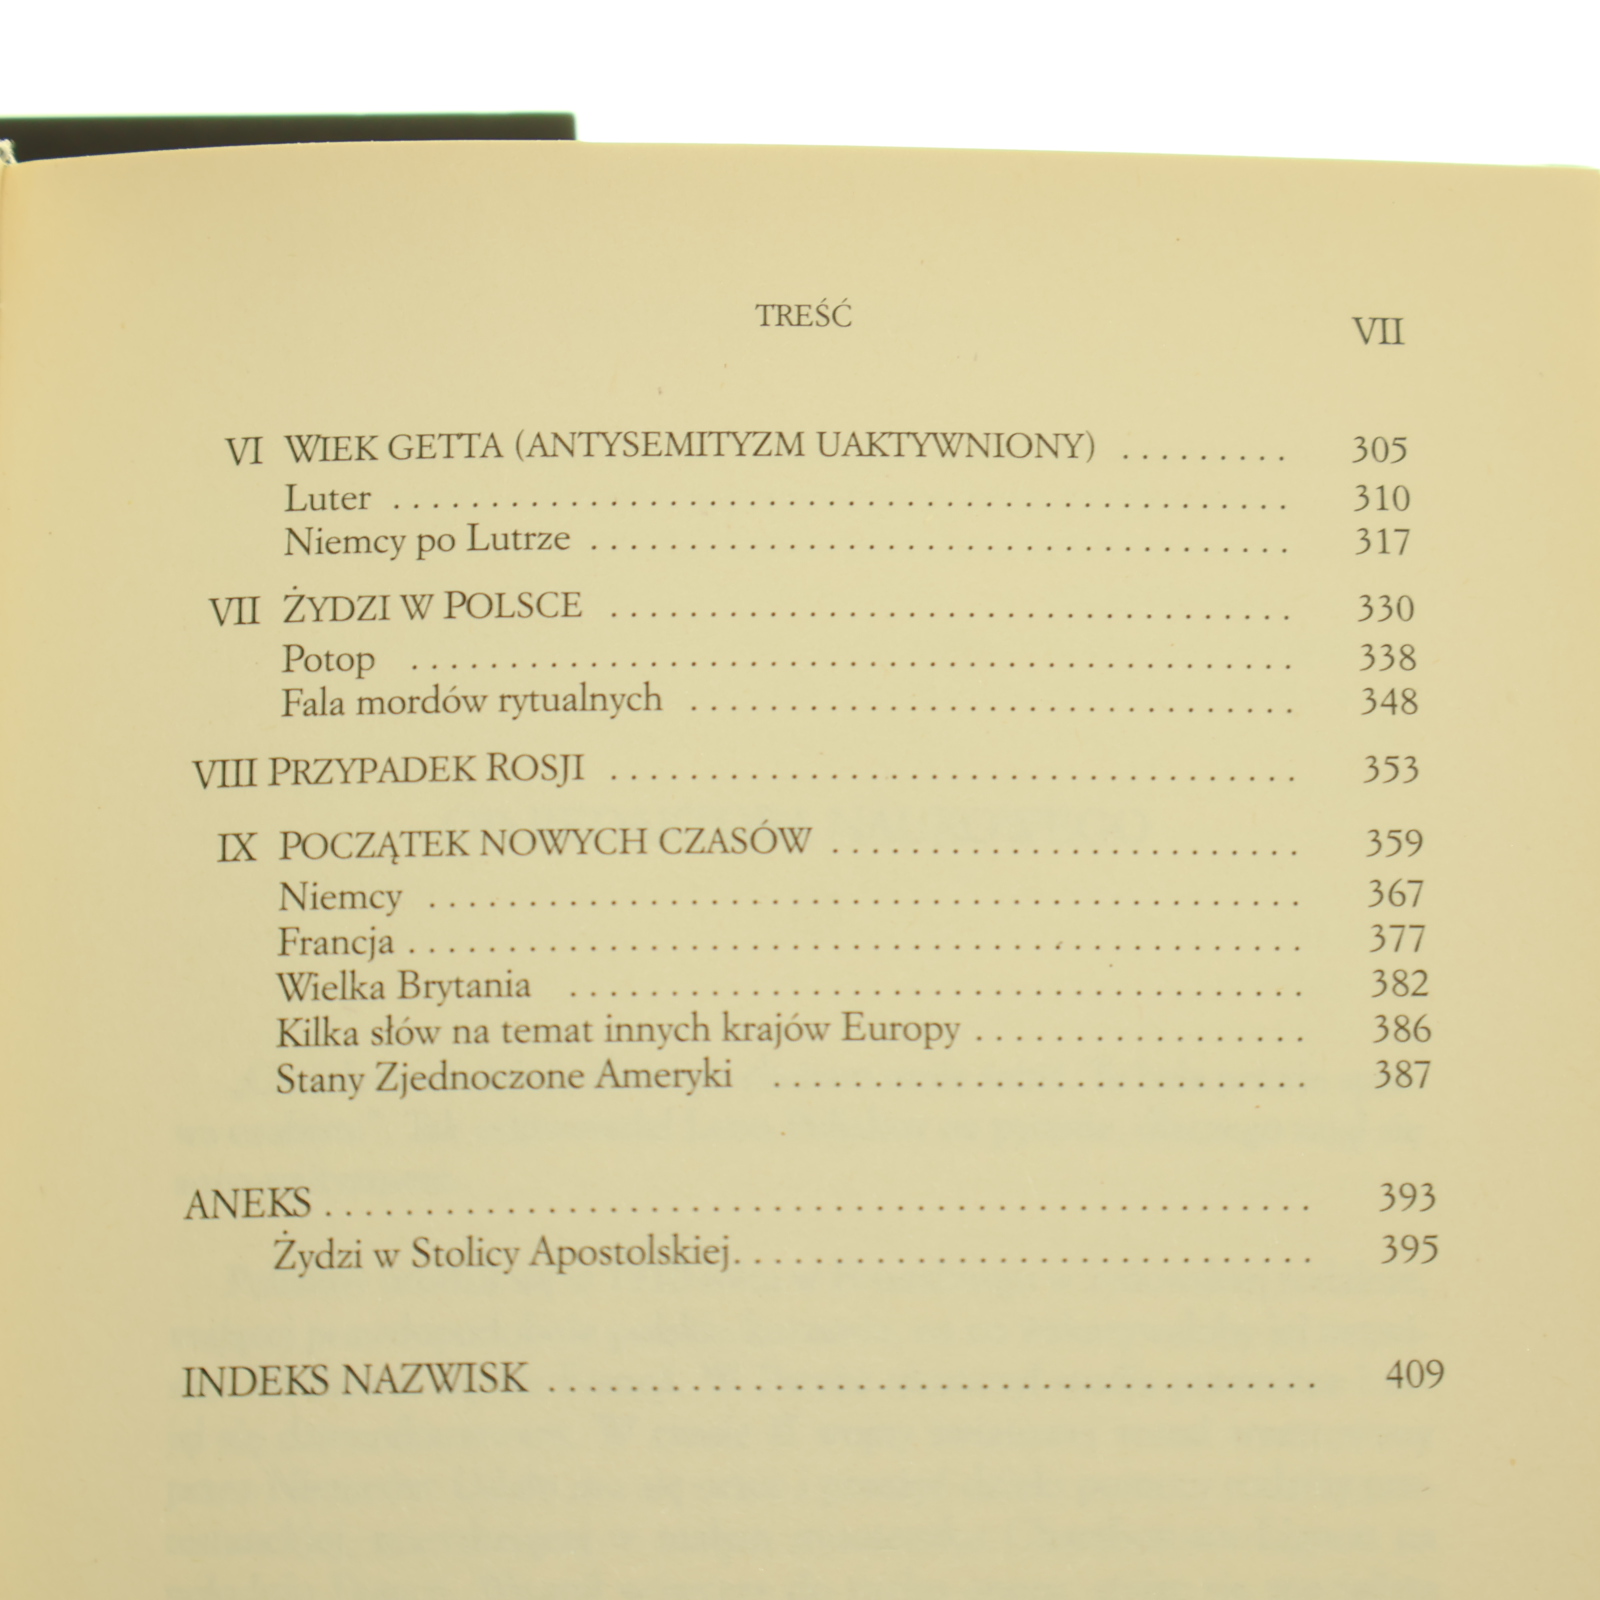 TREŚĆ VII
VI WIEK GETTA (ANTYSEMITYZM UAKTYWNIONY) ......... 305
Luter .................................. 310
Niemcy po Lutrze ........................... 317
VII ŻYDZI W POLSCE .......................... 330
Potop .................................. 338
Fala mordów rytualnych ........................ 348
VIII PRZYPADEK ROSJI .......................... 353
IX POCZĄTEK NOWYCH CZASÓW .................. 359
Niemcy ................................. 367
Francja .................................. 377
Wielka Brytania ............................ 382
Kilka słów na temat innych krajów Europy ............. 386
Stany Zjednoczone Ameryki ..................... 387
ANEKS ...................................... 393
Żydzi w Stolicy Apostolskiej....................... 395
INDEKS NAZWISK .............................. 409